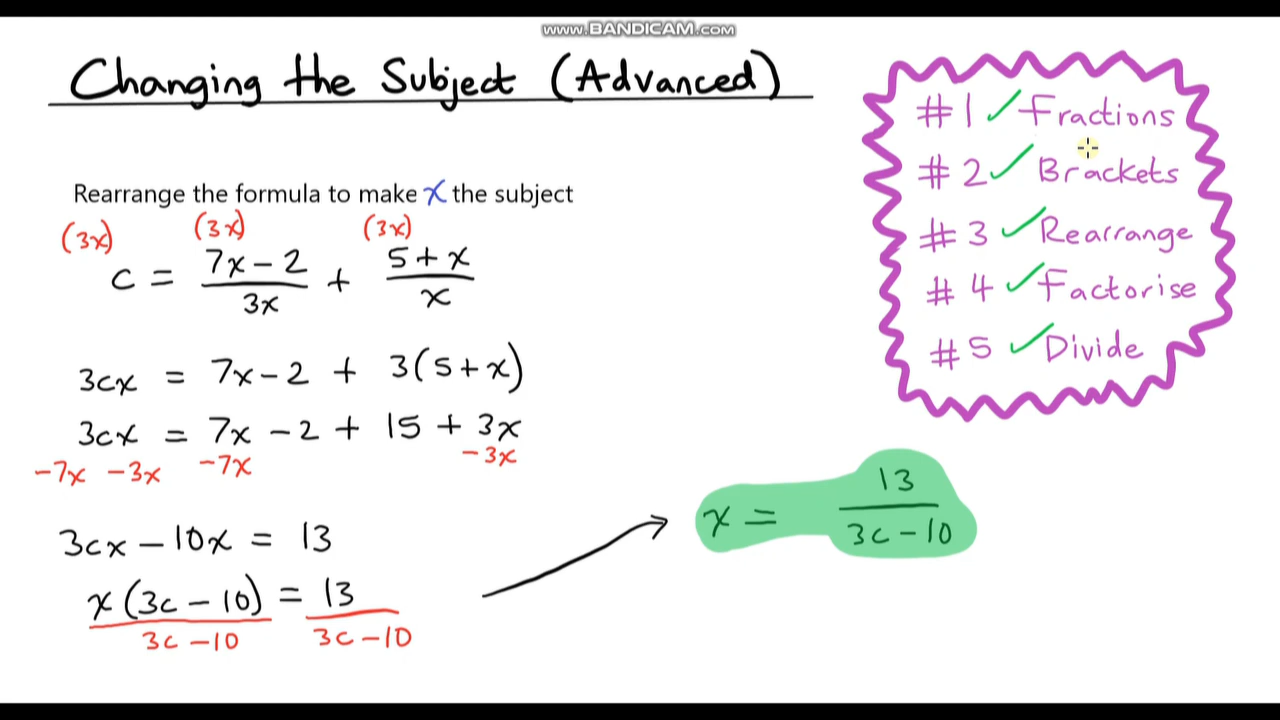 WWW.BANDICAM.COM
Changing the Subject (Advanced)
#1 ✓ Fractions
#2 ✓ Brackets
#3 ✓ Rearrange
#4 ✓ Factorise
#5 ✓ Divide
Rearrange the formula to make x the subject
(3x) (3x) (3x)
c = (7x - 2)/(3x) + (5 + x)/x
3cx = 7x - 2 + 3(5 + x)
3cx = 7x - 2 + 15 + 3x
-7x -3x -7x -3x
3cx - 10x = 13
x(3c - 10) = 13
3c - 10 3c - 10
x = 13/(3c - 10)